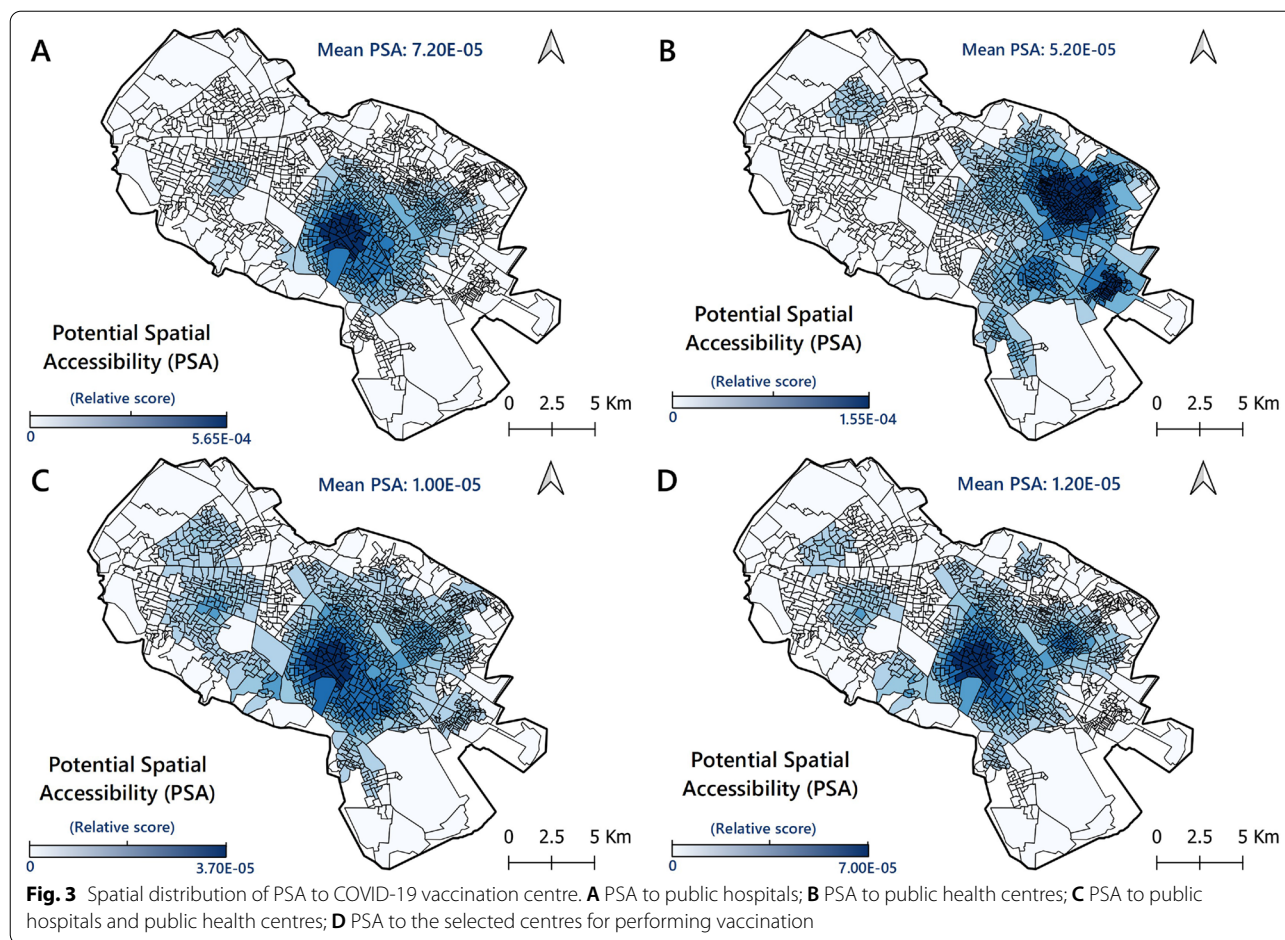 A
Mean PSA: 7.20E-05
Potential Spatial
Accessibility (PSA)
(Relative score)
0
5.65E-04
0 2.5 5 Km
B
Mean PSA: 5.20E-05
Potential Spatial
Accessibility (PSA)
(Relative score)
0
1.55E-04
0 2.5 5 Km
C
Mean PSA: 1.00E-05
Potential Spatial
Accessibility (PSA)
(Relative score)
0
3.70E-05
0 2.5 5 Km
D
Mean PSA: 1.20E-05
Potential Spatial
Accessibility (PSA)
(Relative score)
0
7.00E-05
0 2.5 5 Km
Fig. 3 Spatial distribution of PSA to COVID-19 vaccination centre. A PSA to public hospitals; B PSA to public health centres; C PSA to public
hospitals and public health centres; D PSA to the selected centres for performing vaccination